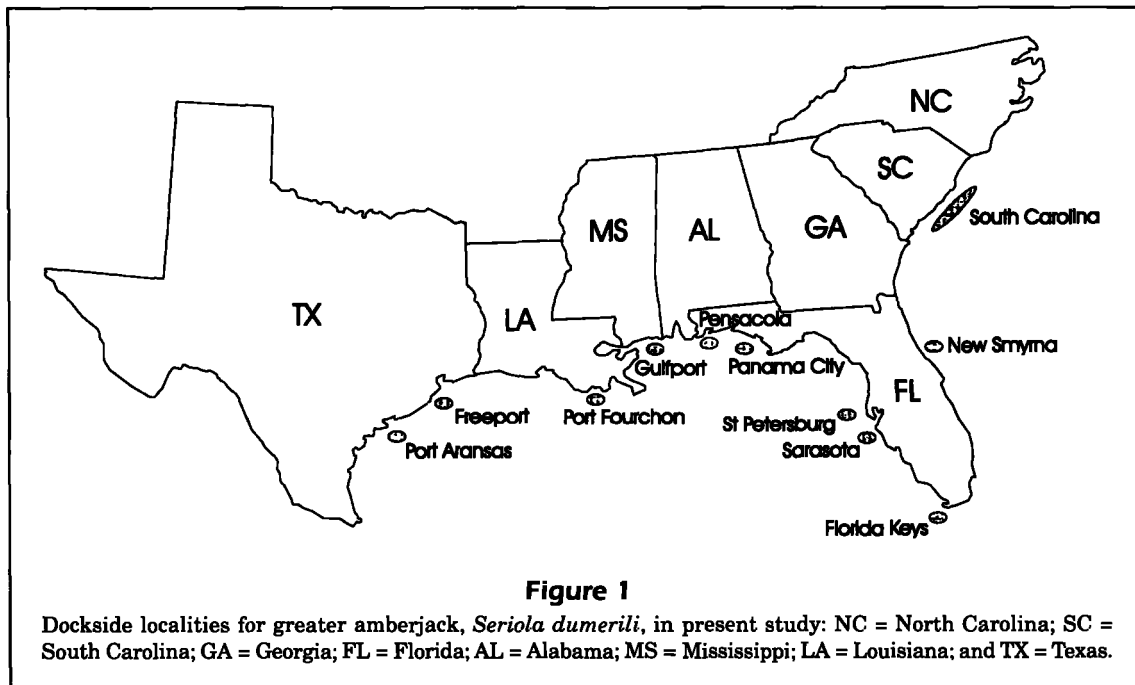 NC
SC
South Carolina
MS
AL
GA
TX
LA
Pensacola
New Smyrna
Gulfport
Panama City
FL
Freeport
Port Fourchon
St Petersburg
Port Aransas
Sarasota
Florida Keys
Figure 1
Dockside localities for greater amberjack, Seriola dumerili, in present study: NC = North Carolina; SC =
South Carolina; GA = Georgia; FL = Florida; AL = Alabama; MS = Mississippi; LA = Louisiana; and TX = Texas.